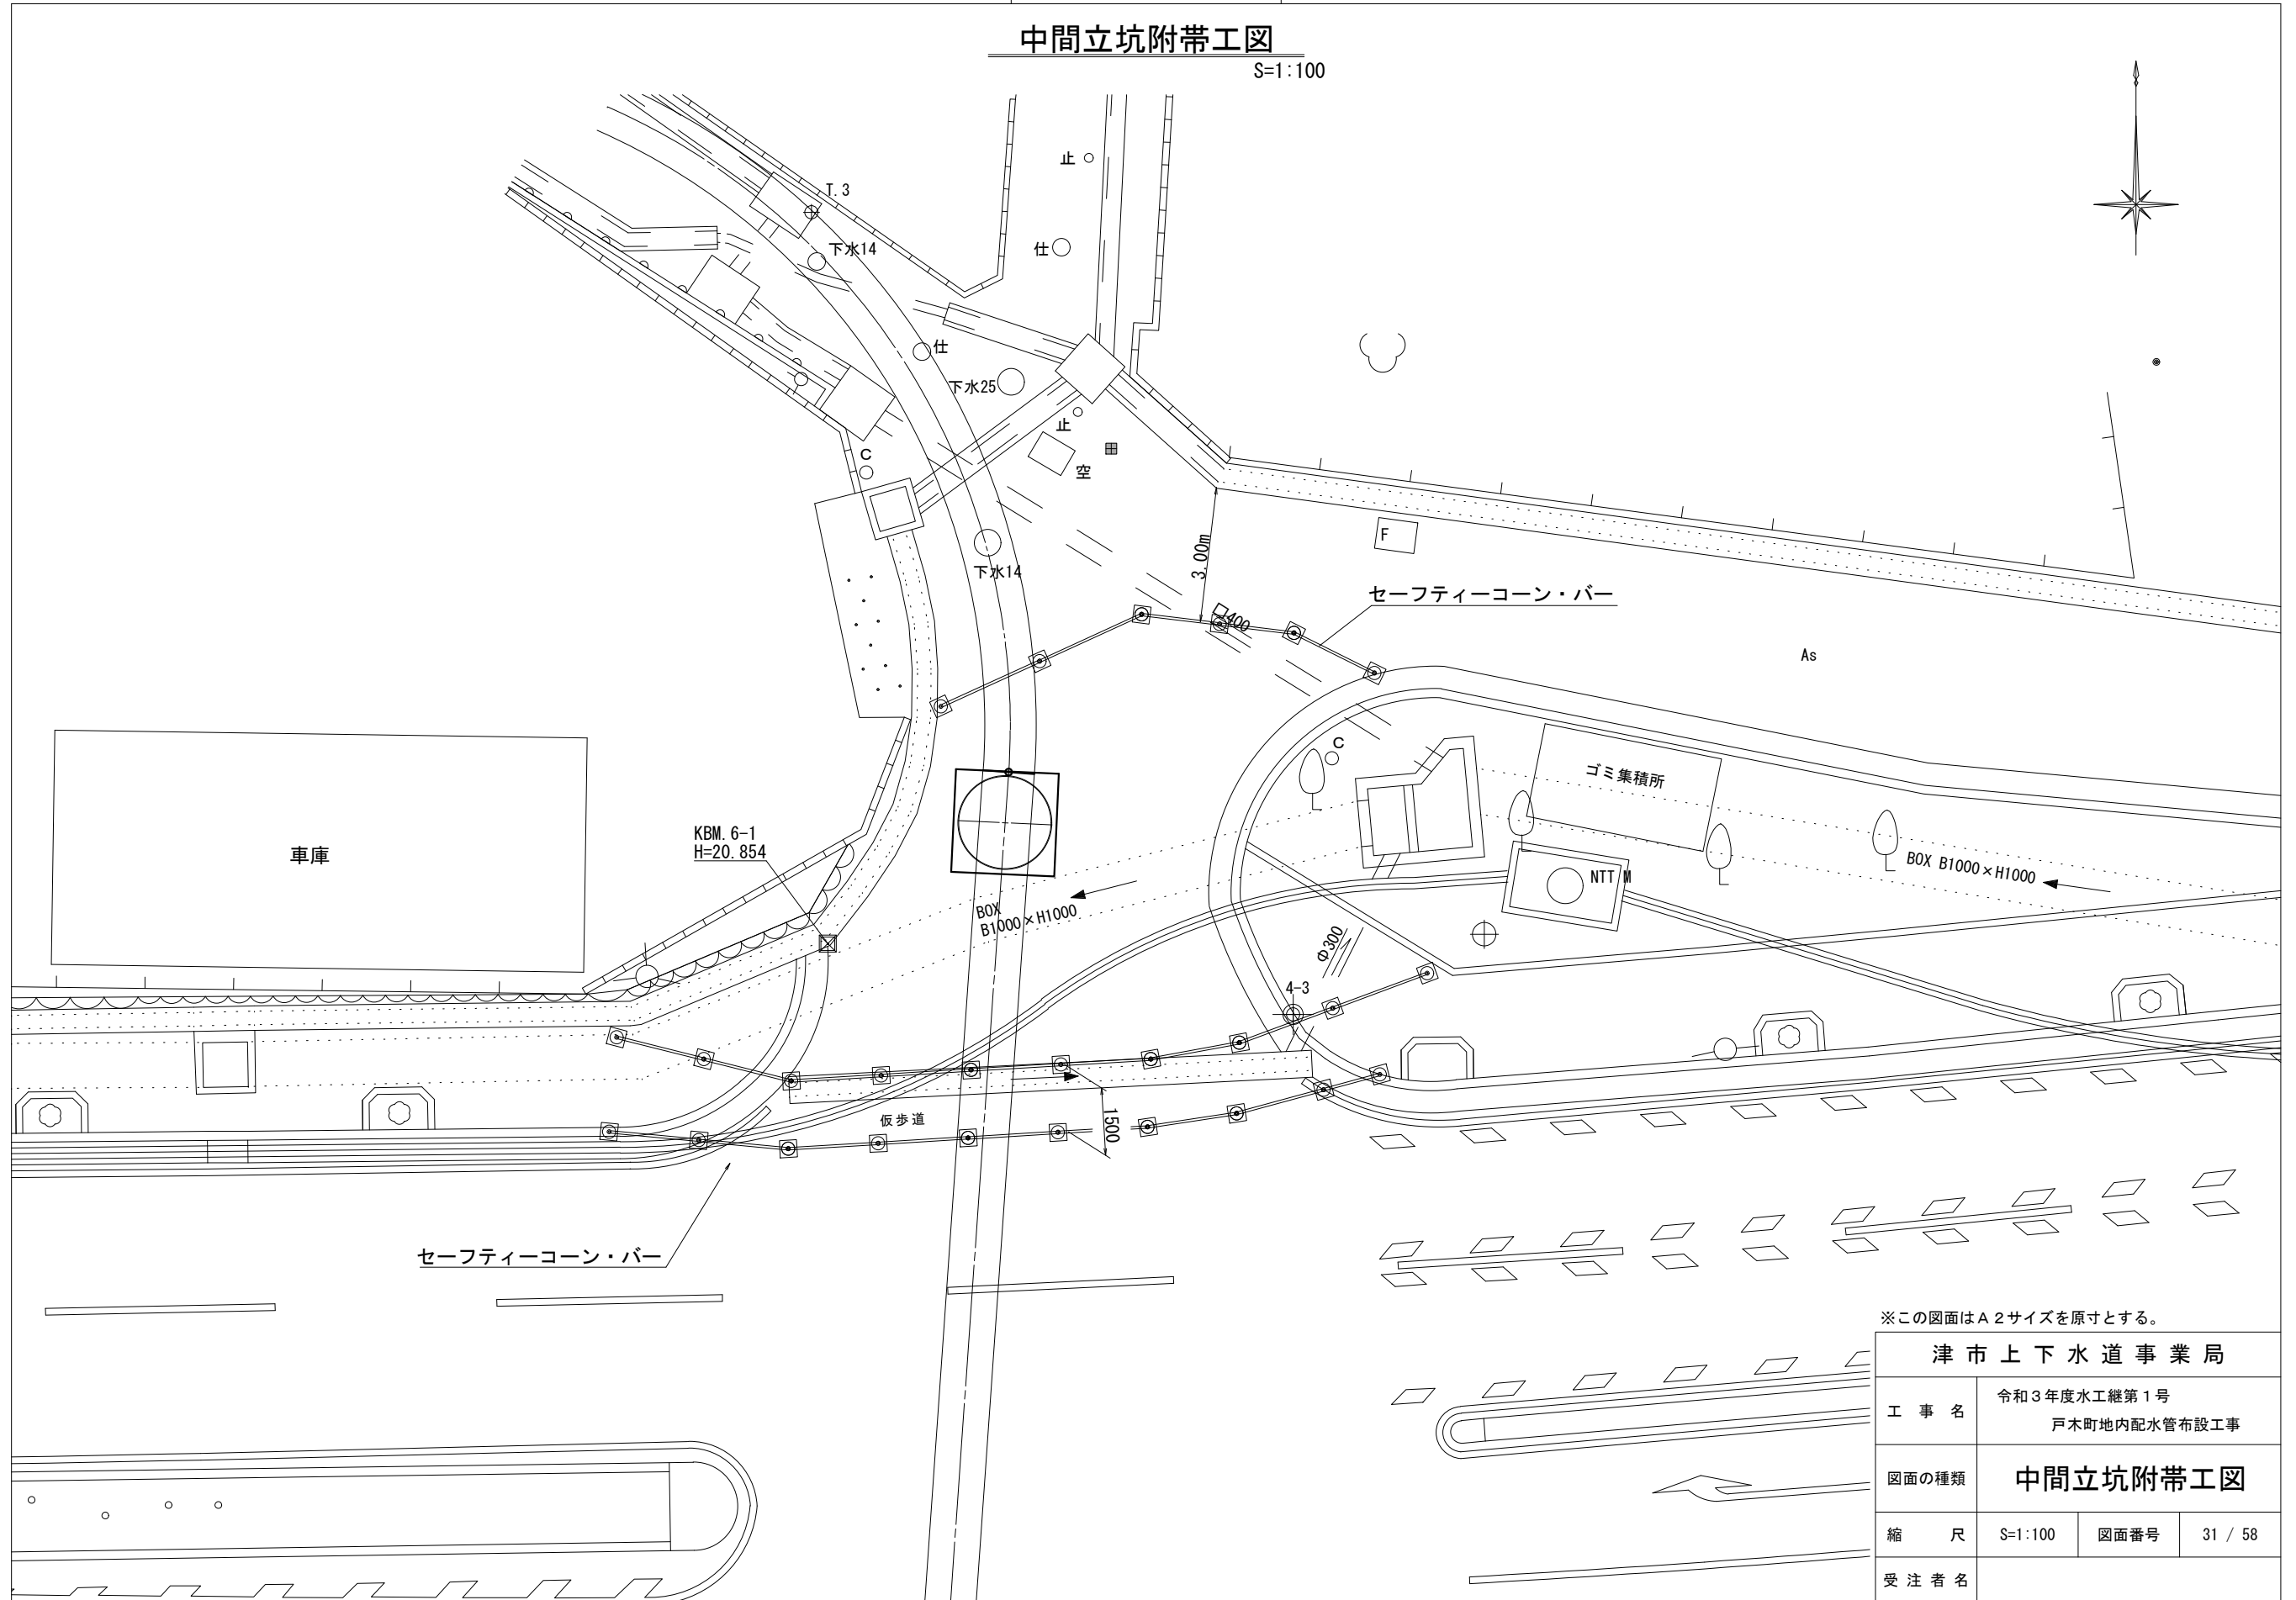 中間立坑附帯工図
S=1:100
止
T.3
仕
下水14
仕
下水25
止
C
空
F
3.00m
下水14
セーフティーコーン・バー
□400
As
C
ゴミ集積所
KBM.6-1
H=20.854
車庫
BOX B1000×H1000
NTT M
BOX
B1000×H1000
Φ300
4-3
仮歩道
1500
セーフティーコーン・バー
※この図面はA2サイズを原寸とする。
津市上下水道事業局
工事名
令和3年度水工継第1号
戸木町地内配水管布設工事
図面の種類
中間立坑附帯工図
縮尺
S=1:100
図面番号
31 / 58
受注者名